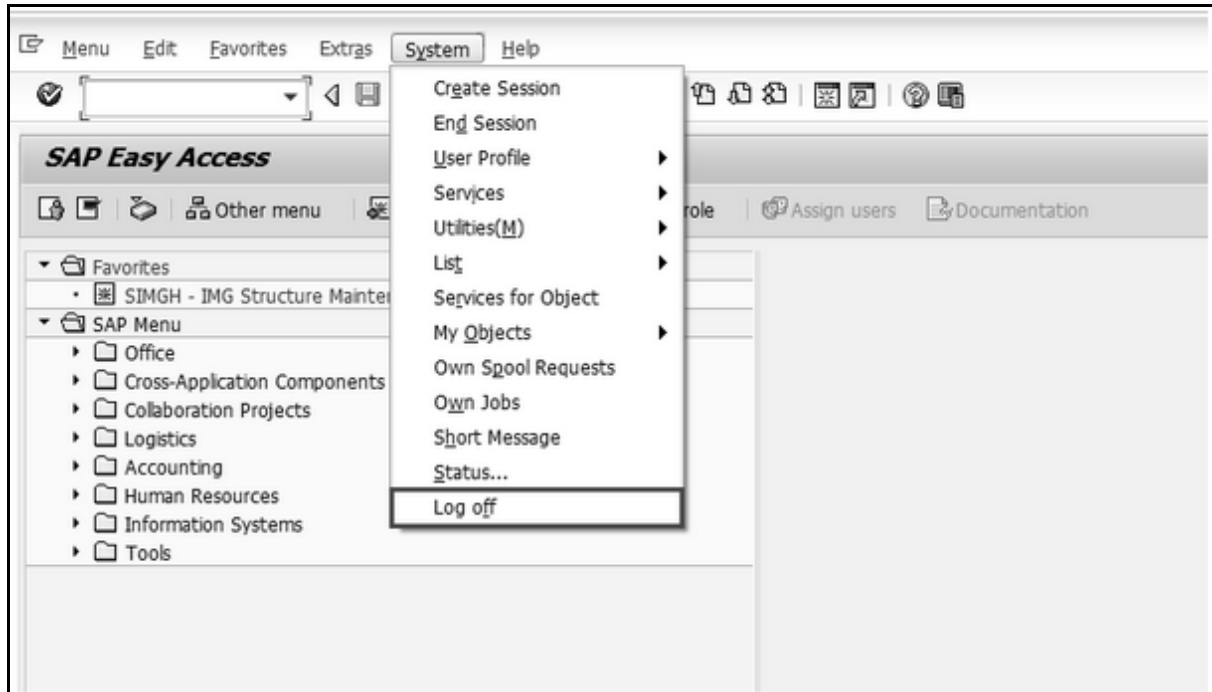 Menu Edit Favorites Extras System Help
Create Session
End Session
User Profile
Services
Utilities(M)
List
Services for Object
My Objects
Own Spool Requests
Own Jobs
Short Message
Status...
Log off
SAP Easy Access
Other menu role Assign users Documentation
Favorites
SIMGH - IMG Structure
SAP Menu
Office
Cross-Application Components
Collaboration Projects
Logistics
Accounting
Human Resources
Information Systems
Tools